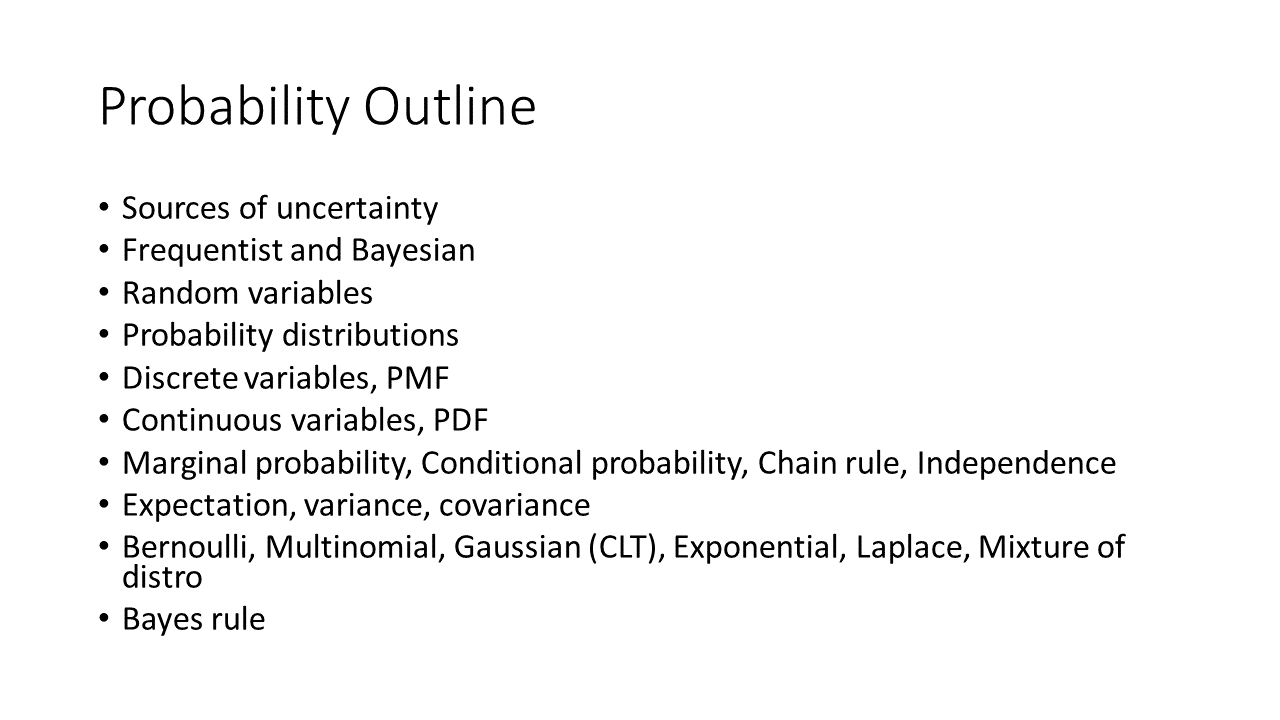 Probability Outline
• Sources of uncertainty
• Frequentist and Bayesian
• Random variables
• Probability distributions
• Discrete variables, PMF
• Continuous variables, PDF
• Marginal probability, Conditional probability, Chain rule, Independence
• Expectation, variance, covariance
• Bernoulli, Multinomial, Gaussian (CLT), Exponential, Laplace, Mixture of
distro
• Bayes rule